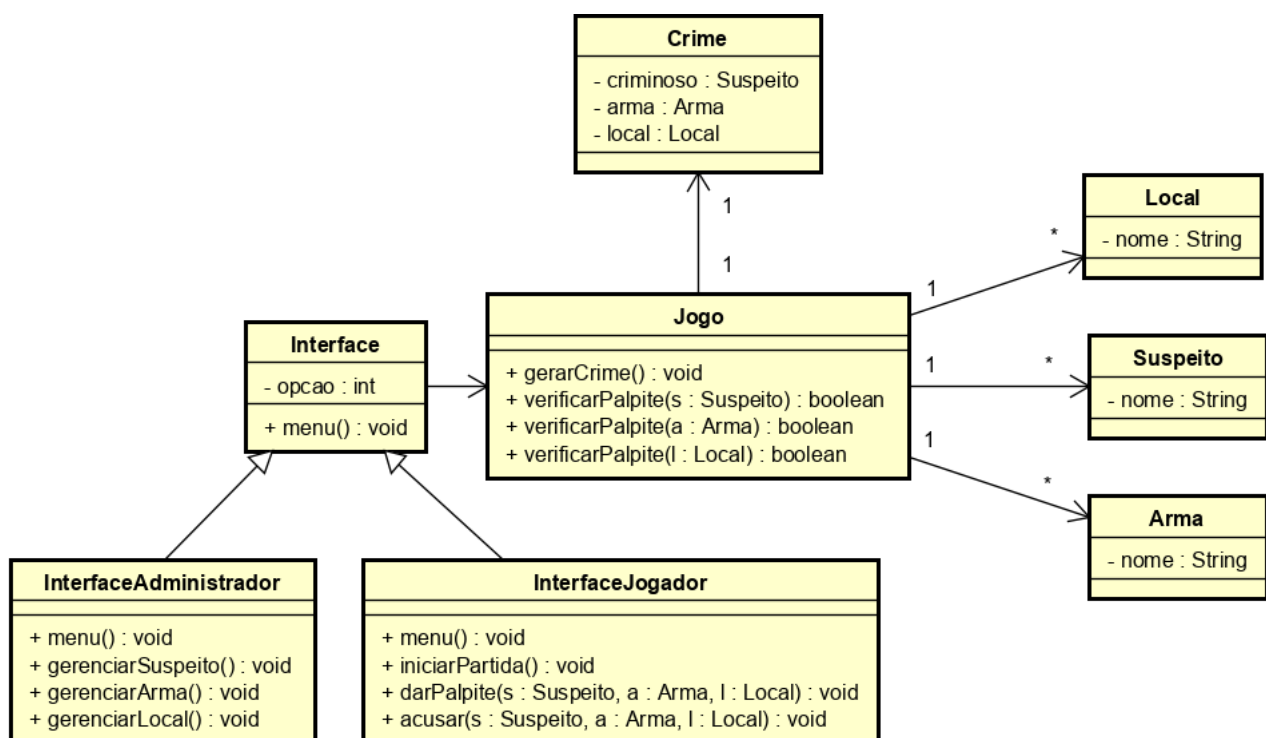 Crime
- criminoso : Suspeito
- arma : Arma
- local : Local
1
1
Local
- nome : String
*
1
Jogo
+ gerarCrime() : void
+ verificarPalpite(s : Suspeito) : boolean
+ verificarPalpite(a : Arma) : boolean
+ verificarPalpite(l : Local) : boolean
Interface
- opcao : int
+ menu() : void
1
*
Suspeito
- nome : String
1
*
Arma
- nome : String
InterfaceAdministrador
+ menu() : void
+ gerenciarSuspeito() : void
+ gerenciarArma() : void
+ gerenciarLocal() : void
InterfaceJogador
+ menu() : void
+ iniciarPartida() : void
+ darPalpite(s : Suspeito, a : Arma, l : Local) : void
+ acusar(s : Suspeito, a : Arma, l : Local) : void